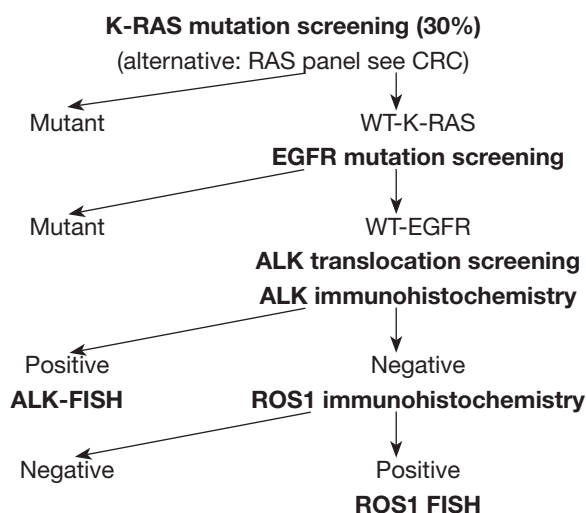 K-RAS mutation screening (30%)
(alternative: RAS panel see CRC)
Mutant WT-K-RAS
EGFR mutation screening
Mutant WT-EGFR
ALK translocation screening
ALK immunohistochemistry
Positive Negative
ALK-FISH ROS1 immunohistochemistry
Negative Positive
ROS1 FISH